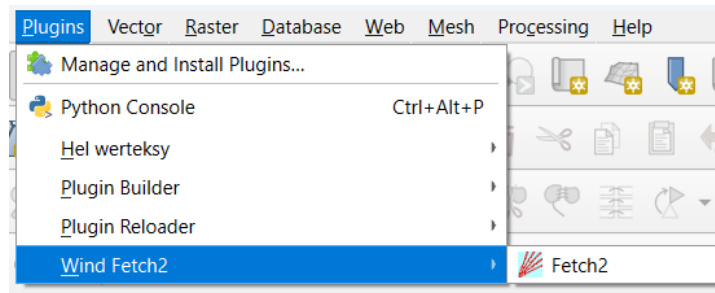 Plugins Vector Raster Database Web Mesh Processing Help
Manage and Install Plugins...
Python Console Ctrl+Alt+P
Hel werteksy
Plugin Builder
Plugin Reloader
Wind Fetch2 Fetch2